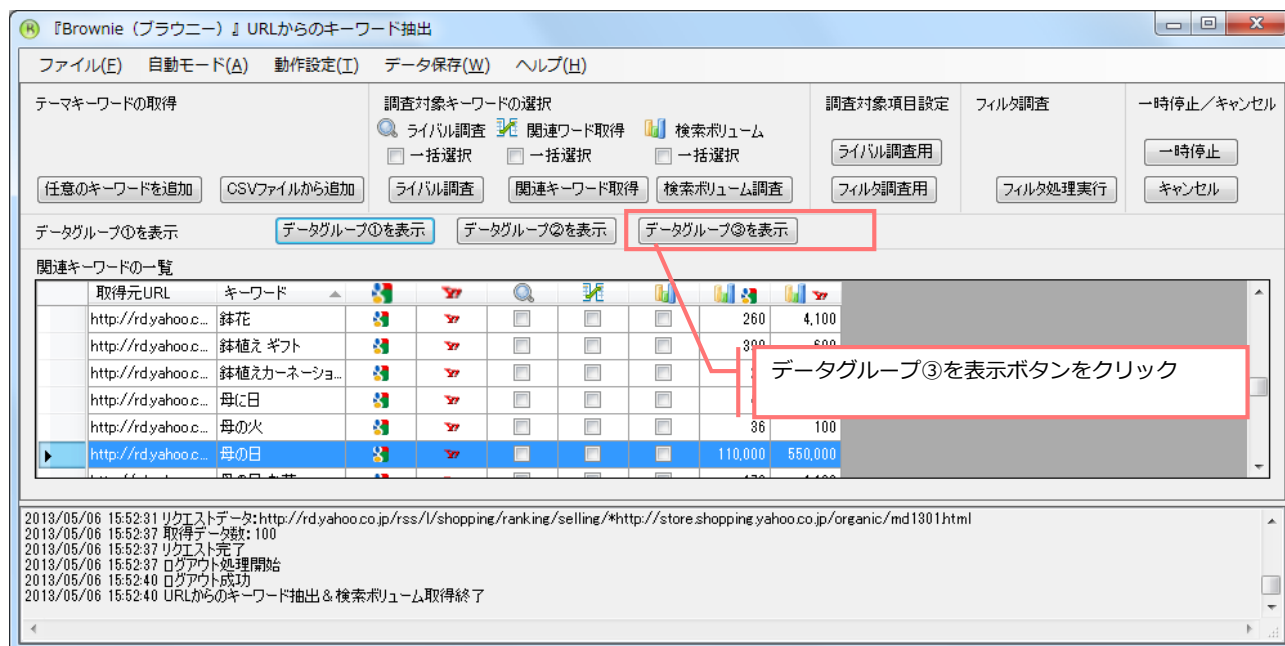 『Brownie（ブラウニー）』URLからのキーワード抽出
ファイル(F) 自動モード(A) 動作設定(T) データ保存(W) ヘルプ(H)
テーマキーワードの取得 調査対象キーワードの選択 調査対象項目設定 フィルタ調査 一時停止／キャンセル
ライバル調査 関連ワード取得 検索ボリューム
一括選択 一括選択 一括選択 ライバル調査用 一時停止
任意のキーワードを追加 CSVファイルから追加 ライバル調査 関連キーワード取得 検索ボリューム調査 フィルタ調査用 フィルタ処理実行 キャンセル
データグループ①を表示 データグループ①を表示 データグループ②を表示 データグループ③を表示
関連キーワードの一覧
取得元URL キーワード
http://rd.yahoo.c... 鉢花 260 4,100
http://rd.yahoo.c... 鉢植え ギフト
http://rd.yahoo.c... 鉢植えカーネーショ...
http://rd.yahoo.c... 母に日
http://rd.yahoo.c... 母の火 36 100
http://rd.yahoo.c... 母の日 110,000 550,000
データグループ③を表示ボタンをクリック
2013/05/06 15:52:31 リクエストデータ:http://rd.yahoo.co.jp/rss/l/shopping/ranking/selling/*http://store.shopping.yahoo.co.jp/organic/md1301.html
2013/05/06 15:52:37 取得データ数: 100
2013/05/06 15:52:37 リクエスト完了
2013/05/06 15:52:37 ログアウト処理開始
2013/05/06 15:52:40 ログアウト成功
2013/05/06 15:52:40 URLからのキーワード抽出＆検索ボリューム取得終了